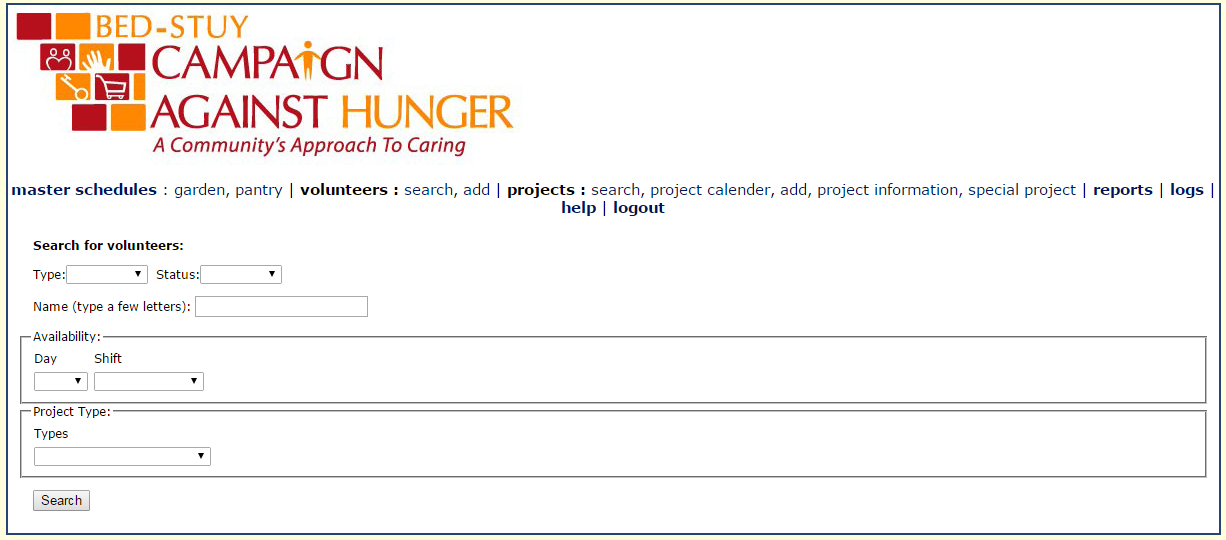 BED-STUY
CAMPAIGN
AGAINST HUNGER
A Community's Approach To Caring
master schedules : garden, pantry | volunteers : search, add | projects : search, project calender, add, project information, special project | reports | logs |
help | logout
Search for volunteers:
Type: Status:
Name (type a few letters):
Availability:
Day Shift
Project Type:
Types
Search